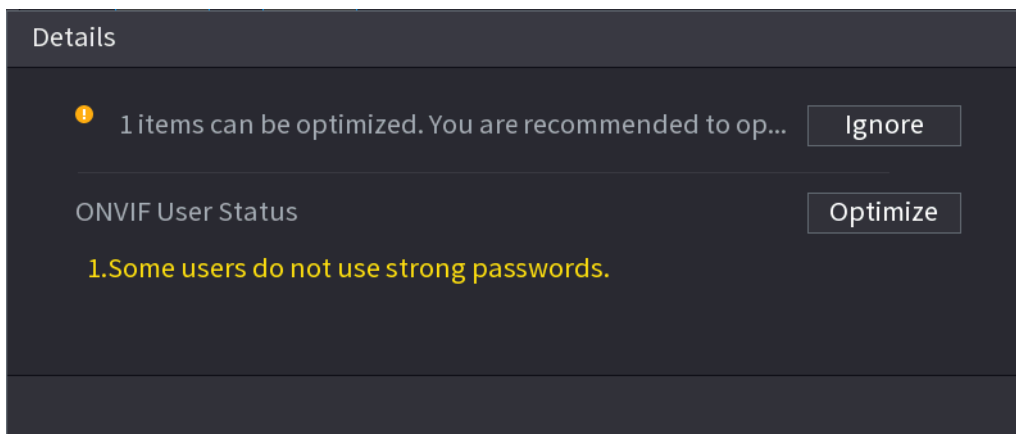 Details
1 items can be optimized. You are recommended to op...
Ignore
ONVIF User Status
Optimize
1.Some users do not use strong passwords.